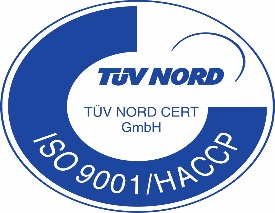 TÜV NORD
TÜV NORD CERT
GmbH
ISO 9001/HACCP